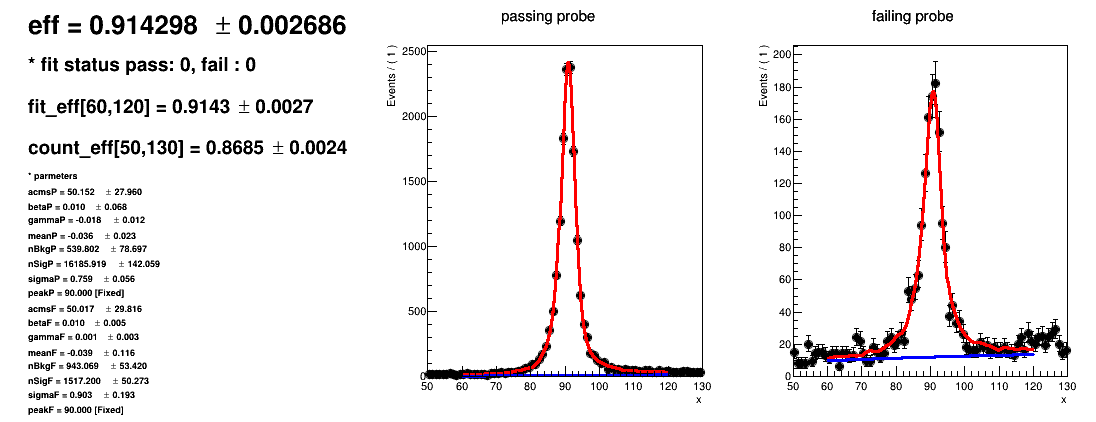 eff = 0.914298 ± 0.002686
* fit status pass: 0, fail : 0
fit_eff[60,120] = 0.9143 ± 0.0027
count_eff[50,130] = 0.8685 ± 0.0024
* parmeters
acmsP = 50.152 ± 27.960
betaP = 0.010 ± 0.068
gammaP = -0.018 ± 0.012
meanP = -0.036 ± 0.023
nBkgP = 539.802 ± 78.697
nSigP = 16185.919 ± 142.059
sigmaP = 0.759 ± 0.056
peakP = 90.000 [Fixed]
acmsF = 50.017 ± 29.816
betaF = 0.010 ± 0.005
gammaF = 0.001 ± 0.003
meanF = -0.039 ± 0.116
nBkgF = 943.069 ± 53.420
nSigF = 1517.200 ± 50.273
sigmaF = 0.903 ± 0.193
peakF = 90.000 [Fixed]
passing probe
Events / ( 1 )
2500
2000
1500
1000
500
0
50 60 70 80 90 100 110 120 130
x
failing probe
Events / ( 1 )
200
180
160
140
120
100
80
60
40
20
0
50 60 70 80 90 100 110 120 130
x